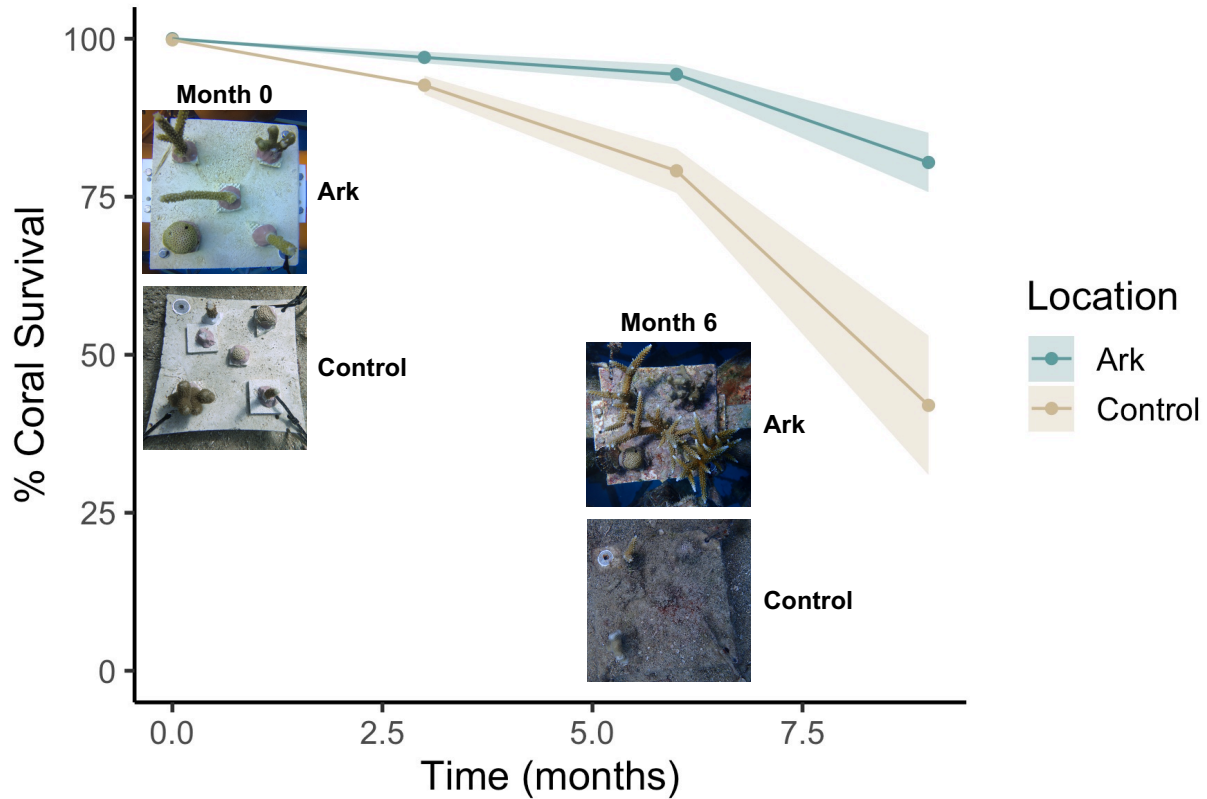 % Coral Survival
100
75
50
25
0
Month 0
Ark
Control
Month 6
Ark
Control
0.0
2.5
5.0
7.5
Time (months)
Location
Ark
Control